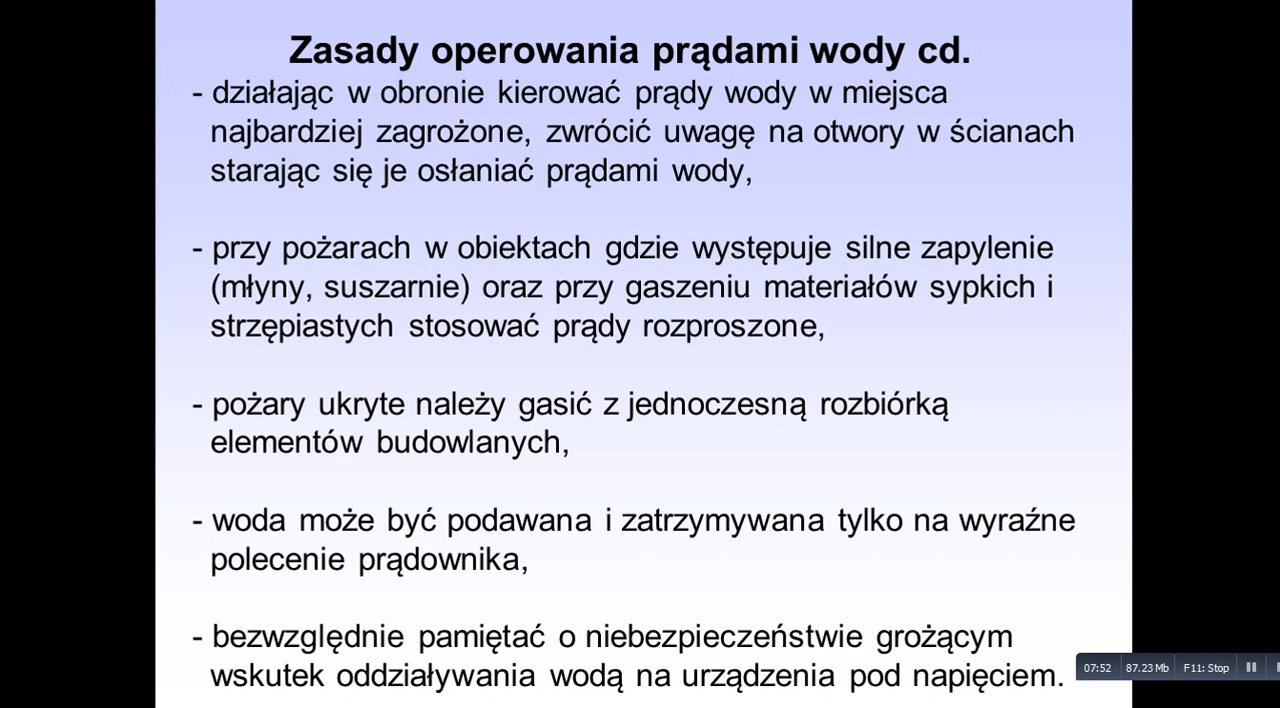 Zasady operowania prądami wody cd.
- działając w obronie kierować prądy wody w miejsca
najbardziej zagrożone, zwrócić uwagę na otwory w ścianach
starając się je osłaniać prądami wody,
- przy pożarach w obiektach gdzie występuje silne zapylenie
(młyny, suszarnie) oraz przy gaszeniu materiałów sypkich i
strzępiastych stosować prądy rozproszone,
- pożary ukryte należy gasić z jednoczesną rozbiórką
elementów budowlanych,
- woda może być podawana i zatrzymywana tylko na wyraźne
polecenie prądownika,
- bezwzględnie pamiętać o niebezpieczeństwie grożącym
wskutek oddziaływania wodą na urządzenia pod napięciem.
07:52 87.23 Mb F11: Stop